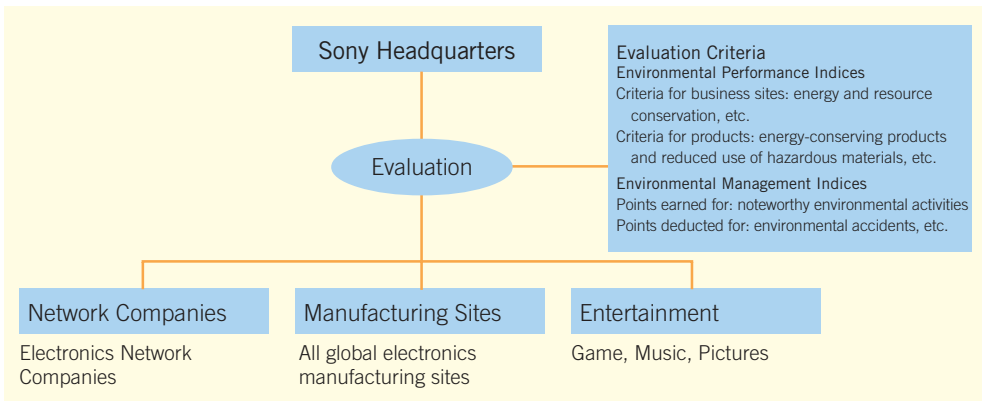 Sony Headquarters
Evaluation
Evaluation Criteria
Environmental Performance Indices
Criteria for business sites: energy and resource
conservation, etc.
Criteria for products: energy-conserving products
and reduced use of hazardous materials, etc.
Environmental Management Indices
Points earned for: noteworthy environmental activities
Points deducted for: environmental accidents, etc.
Network Companies
Electronics Network
Companies
Manufacturing Sites
All global electronics
manufacturing sites
Entertainment
Game, Music, Pictures